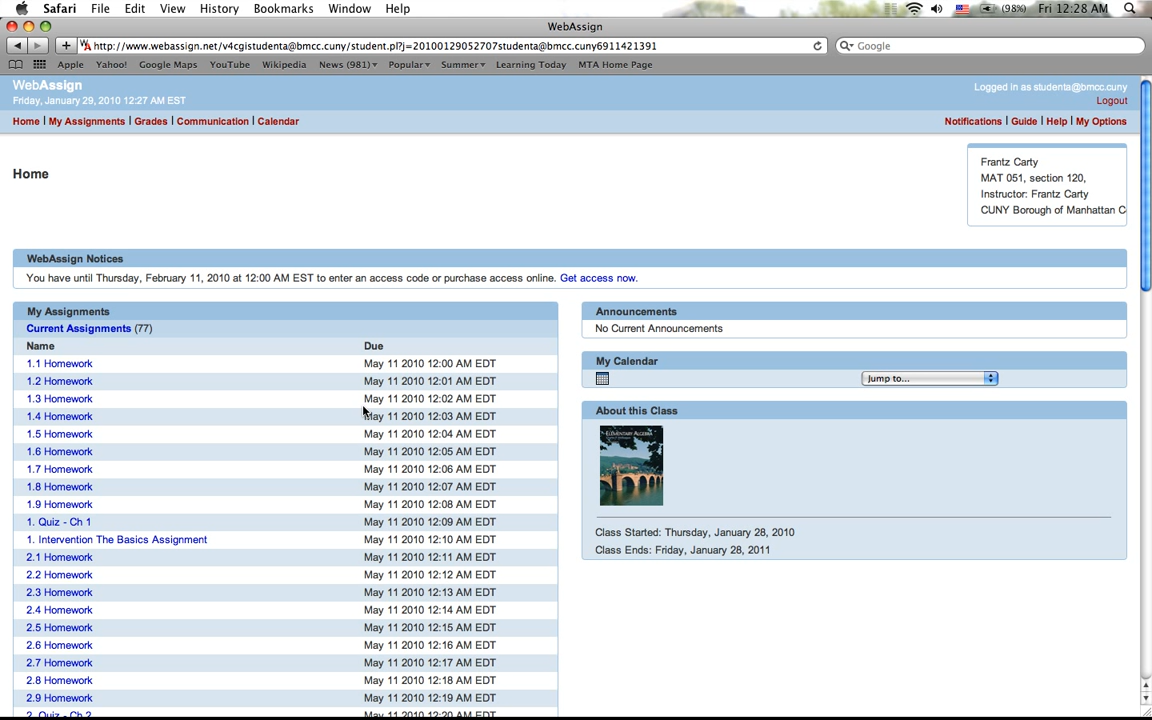 Safari File Edit View History Bookmarks Window Help (98%) Fri 12:28 AM
WebAssign
http://www.webassign.net/v4cgistudenta@bmcc.cuny/student.pl?j=20100129052707studenta@bmcc.cuny6911421391 Google
Apple Yahoo! Google Maps YouTube Wikipedia News (981) Popular Summer Learning Today MTA Home Page
WebAssign Logged in as studenta@bmcc.cuny
Friday, January 29, 2010 12:27 AM EST Logout
Home | My Assignments | Grades | Communication | Calendar Notifications | Guide | Help | My Options
Home
Frantz Carty
MAT 051, section 120,
Instructor: Frantz Carty
CUNY Borough of Manhattan C
WebAssign Notices
You have until Thursday, February 11, 2010 at 12:00 AM EST to enter an access code or purchase access online. Get access now.
My Assignments
Current Assignments (77)
Name Due
1.1 Homework May 11 2010 12:00 AM EDT
1.2 Homework May 11 2010 12:01 AM EDT
1.3 Homework May 11 2010 12:02 AM EDT
1.4 Homework May 11 2010 12:03 AM EDT
1.5 Homework May 11 2010 12:04 AM EDT
1.6 Homework May 11 2010 12:05 AM EDT
1.7 Homework May 11 2010 12:06 AM EDT
1.8 Homework May 11 2010 12:07 AM EDT
1.9 Homework May 11 2010 12:08 AM EDT
1. Quiz - Ch 1 May 11 2010 12:09 AM EDT
1. Intervention The Basics Assignment May 11 2010 12:10 AM EDT
2.1 Homework May 11 2010 12:11 AM EDT
2.2 Homework May 11 2010 12:12 AM EDT
2.3 Homework May 11 2010 12:13 AM EDT
2.4 Homework May 11 2010 12:14 AM EDT
2.5 Homework May 11 2010 12:15 AM EDT
2.6 Homework May 11 2010 12:16 AM EDT
2.7 Homework May 11 2010 12:17 AM EDT
2.8 Homework May 11 2010 12:18 AM EDT
2.9 Homework May 11 2010 12:19 AM EDT
2. Quiz - Ch 2 May 11 2010 12:20 AM EDT
Announcements
No Current Announcements
My Calendar
Jump to...
About this Class
ELEMENTARY ALGEBRA
Class Started: Thursday, January 28, 2010
Class Ends: Friday, January 28, 2011